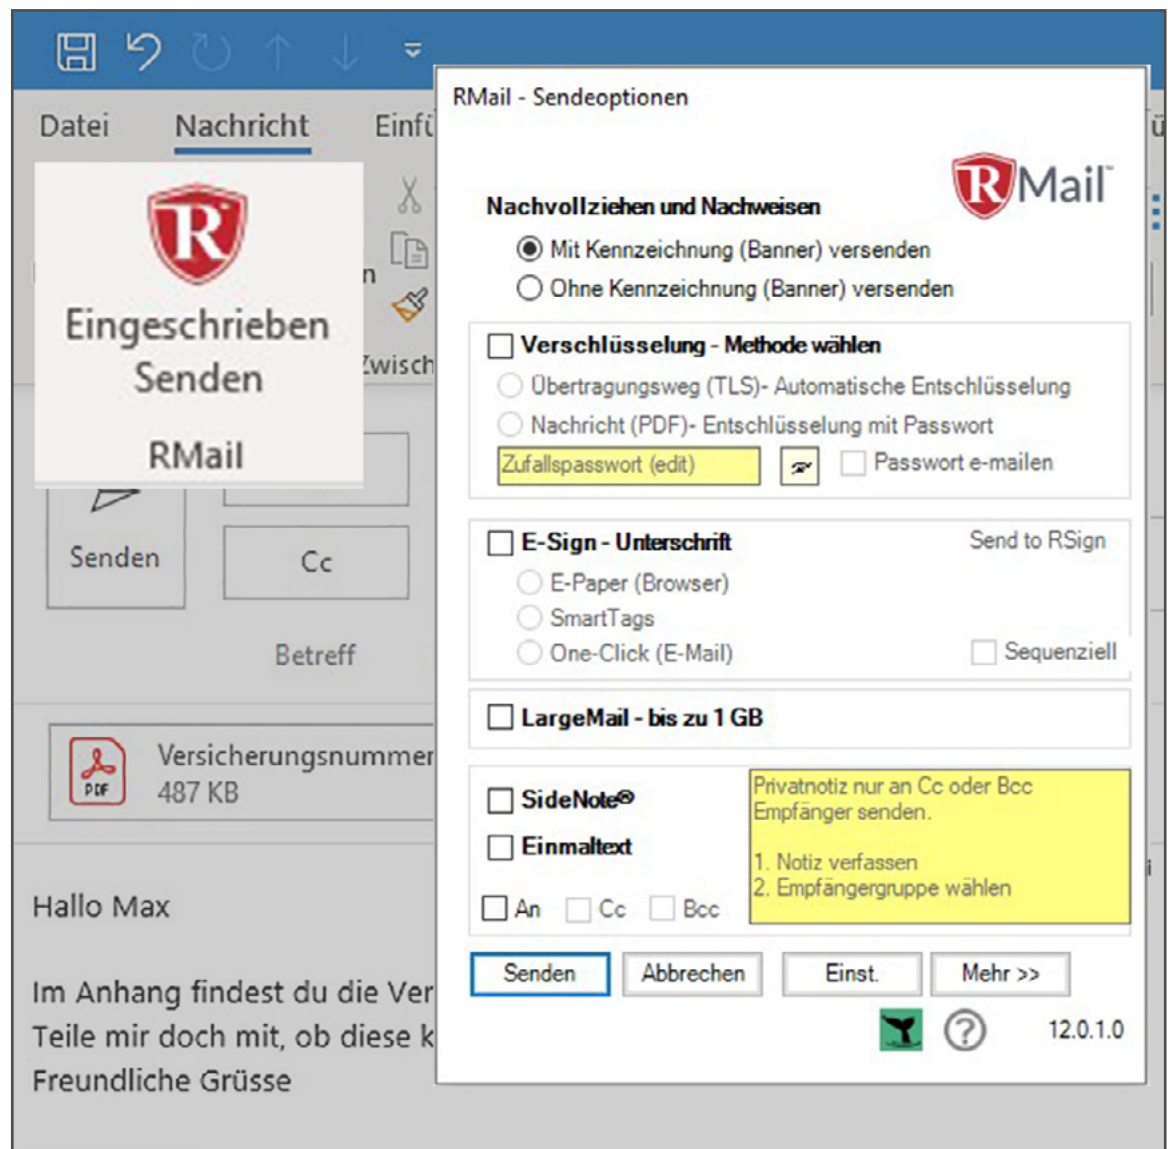 Datei Nachricht
RMail - Sendeoptionen
RMail
Eingeschrieben
Senden
RMail
Senden
Cc
Betreff
PDF
487 KB
Hallo Max
Im Anhang findest du die
Teile mir doch mit, ob diese
Freundliche Grüsse
Nachvollziehen und Nachweisen
Mit Kennzeichnung (Banner) versenden
Ohne Kennzeichnung (Banner) versenden
Verschlüsselung - Methode wählen
Übertragungsweg (TLS)- Automatische Entschlüsselung
Nachricht (PDF)- Entschlüsselung mit Passwort
Zufallspasswort (edit) Passwort e-mailen
E-Sign - Unterschrift Send to RSign
E-Paper (Browser)
SmartTags
One-Click (E-Mail) Sequenziell
LargeMail - bis zu 1 GB
SideNote®
Einmaltext
An Cc Bcc
Privatnotiz nur an Cc oder Bcc
Empfänger senden.
1. Notiz verfassen
2. Empfängergruppe wählen
Senden Abbrechen Einst. Mehr >>
12.0.1.0